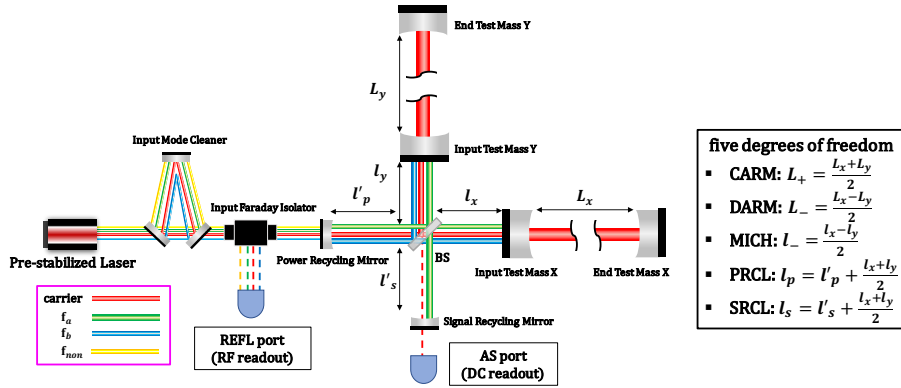 End Test Mass Y
L_y
Input Mode Cleaner
Input Test Mass Y
l_y
l'_p
l_x
L_x
Input Faraday Isolator
Pre-stabilized Laser
Power Recycling Mirror
BS
Input Test Mass X
End Test Mass X
l'_s
carrier
f_a
f_b
f_non
REFL port
(RF readout)
Signal Recycling Mirror
AS port
(DC readout)
five degrees of freedom
▪ CARM: L_+ = (L_x+L_y)/2
▪ DARM: L_− = (L_x−L_y)/2
▪ MICH: l_− = (l_x−l_y)/2
▪ PRCL: l_p = l'_p + (l_x+l_y)/2
▪ SRCL: l_s = l'_s + (l_x+l_y)/2